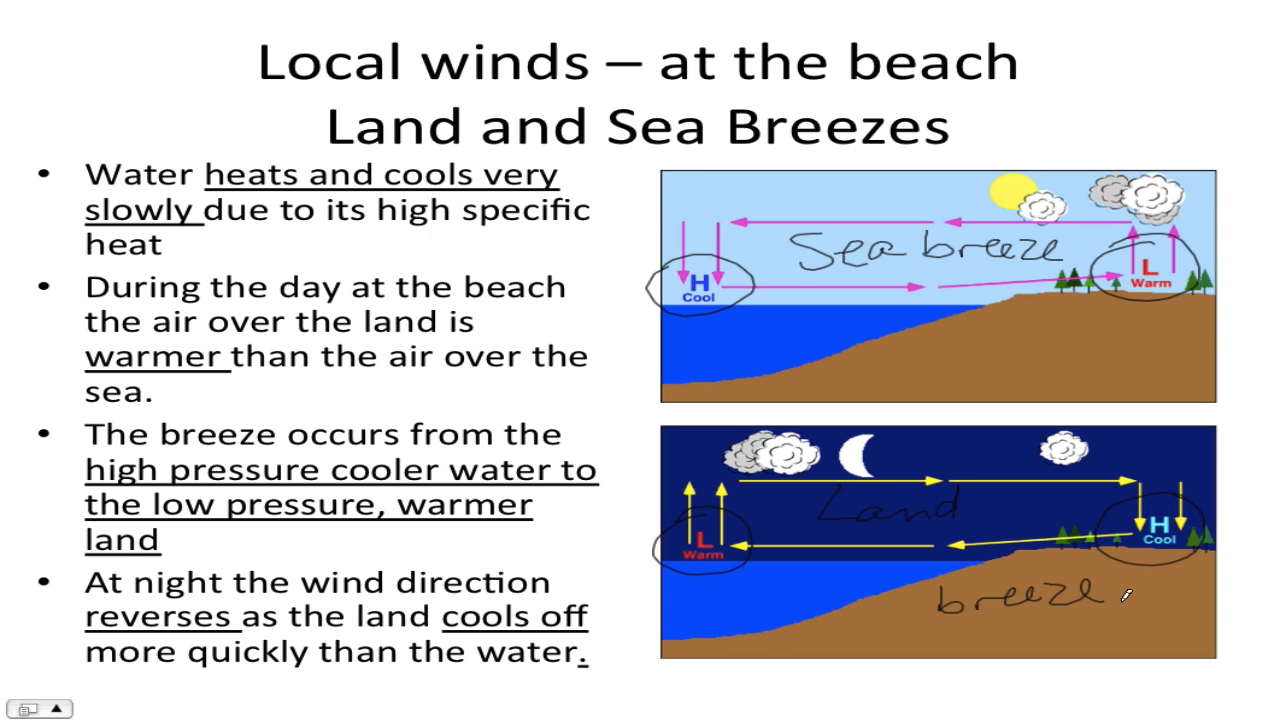 Local winds – at the beach
Land and Sea Breezes
• Water heats and cools very
slowly due to its high specific
heat
• During the day at the beach
the air over the land is
warmer than the air over the
sea.
• The breeze occurs from the
high pressure cooler water to
the low pressure, warmer
land
• At night the wind direction
reverses as the land cools off
more quickly than the water.
Sea breeze
H
Cool
L
Warm
Land
L
Warm
H
Cool
breeze